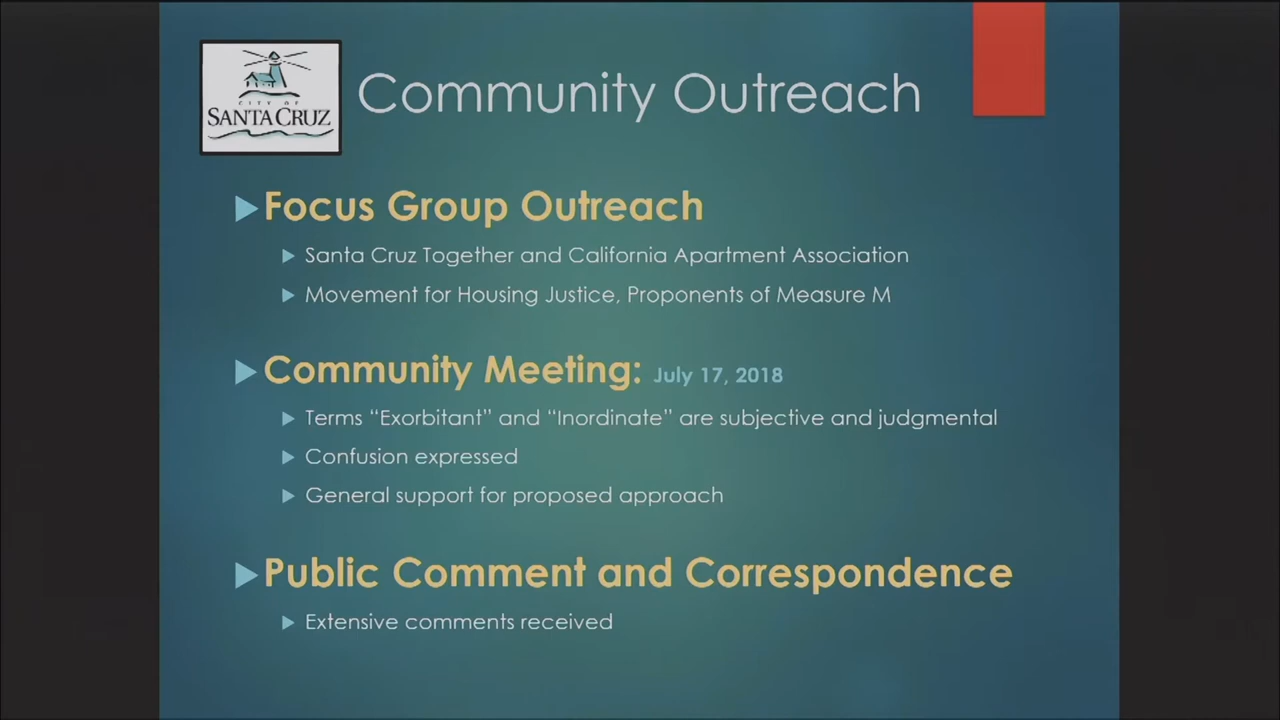 CITY OF
SANTA CRUZ
Community Outreach
Focus Group Outreach
Santa Cruz Together and California Apartment Association
Movement for Housing Justice, Proponents of Measure M
Community Meeting: July 17, 2018
Terms “Exorbitant” and “Inordinate” are subjective and judgmental
Confusion expressed
General support for proposed approach
Public Comment and Correspondence
Extensive comments received